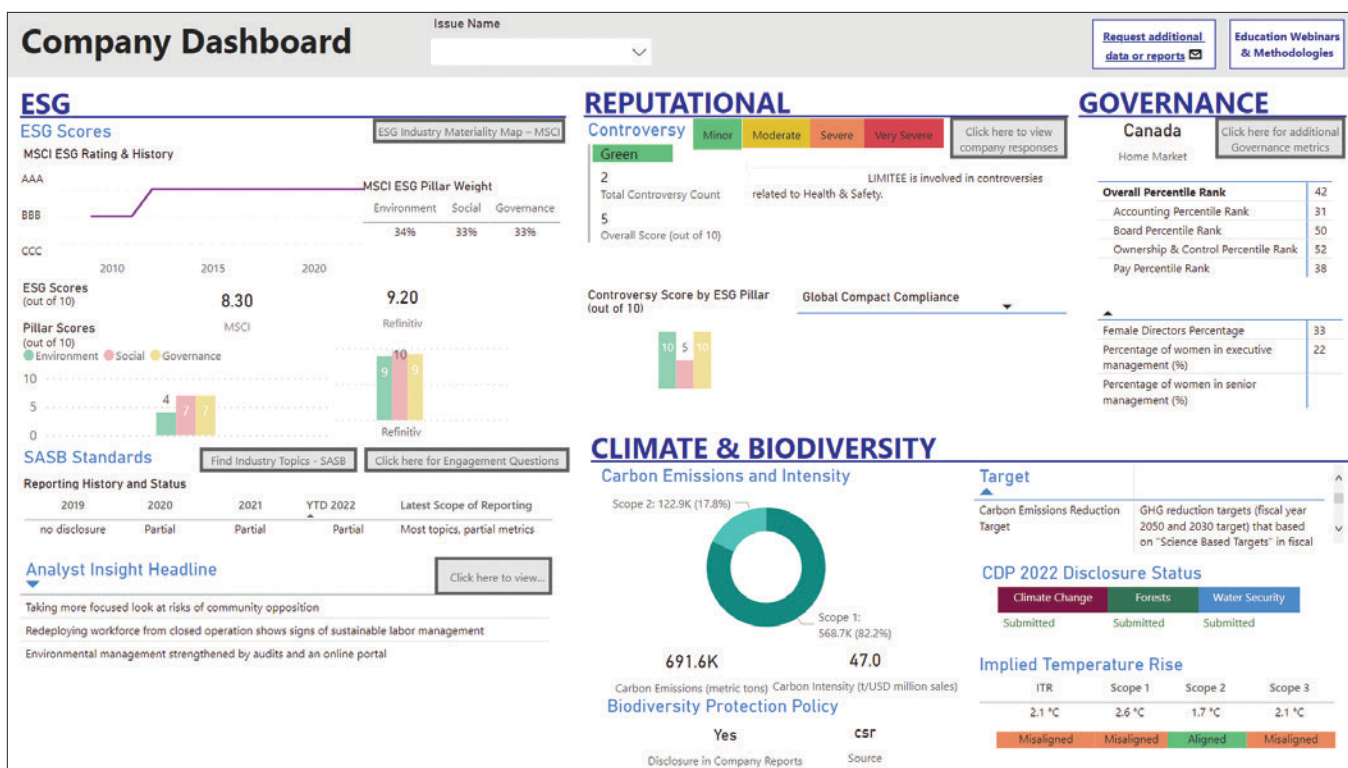 Company Dashboard
Issue Name
Request additional
data or reports
Education Webinars
& Methodologies
ESG
ESG Scores
ESG Industry Materiality Map – MSCI
MSCI ESG Rating & History
AAA
BBB
CCC
2010 2015 2020
MSCI ESG Pillar Weight
Environment Social Governance
34% 33% 33%
ESG Scores
(out of 10)
8.30
MSCI
9.20
Refinitiv
Pillar Scores
(out of 10)
Environment Social Governance
10
5
0
4 7 7
9 10 9
Refinitiv
SASB Standards
Find Industry Topics - SASB
Click here for Engagement Questions
Reporting History and Status
2019 2020 2021 YTD 2022 Latest Scope of Reporting
no disclosure Partial Partial Partial Most topics, partial metrics
Analyst Insight Headline
Click here to view...
Taking more focused look at risks of community opposition
Redeploying workforce from closed operation shows signs of sustainable labor management
Environmental management strengthened by audits and an online portal
REPUTATIONAL
Controversy
Minor Moderate Severe Very Severe
Click here to view
company responses
Green
2
Total Controversy Count
5
Overall Score (out of 10)
LIMITEE is involved in controversies
related to Health & Safety.
Controversy Score by ESG Pillar
(out of 10)
10 5 10
Global Compact Compliance
GOVERNANCE
Canada
Home Market
Click here for additional
Governance metrics
Overall Percentile Rank 42
Accounting Percentile Rank 31
Board Percentile Rank 50
Ownership & Control Percentile Rank 52
Pay Percentile Rank 38
Female Directors Percentage 33
Percentage of women in executive 22
management (%)
Percentage of women in senior
management (%)
CLIMATE & BIODIVERSITY
Carbon Emissions and Intensity
Scope 2: 122.9K (17.8%)
Scope 1:
568.7K (82.2%)
691.6K
Carbon Emissions (metric tons)
47.0
Carbon Intensity (t/USD million sales)
Biodiversity Protection Policy
Yes
Disclosure in Company Reports
csr
Source
Target
Carbon Emissions Reduction GHG reduction targets (fiscal year
Target 2050 and 2030 target) that based
on "Science Based Targets" in fiscal
CDP 2022 Disclosure Status
Climate Change Forests Water Security
Submitted Submitted Submitted
Implied Temperature Rise
ITR Scope 1 Scope 2 Scope 3
2.1 °C 2.6 °C 1.7 °C 2.1 °C
Misaligned Misaligned Aligned Misaligned